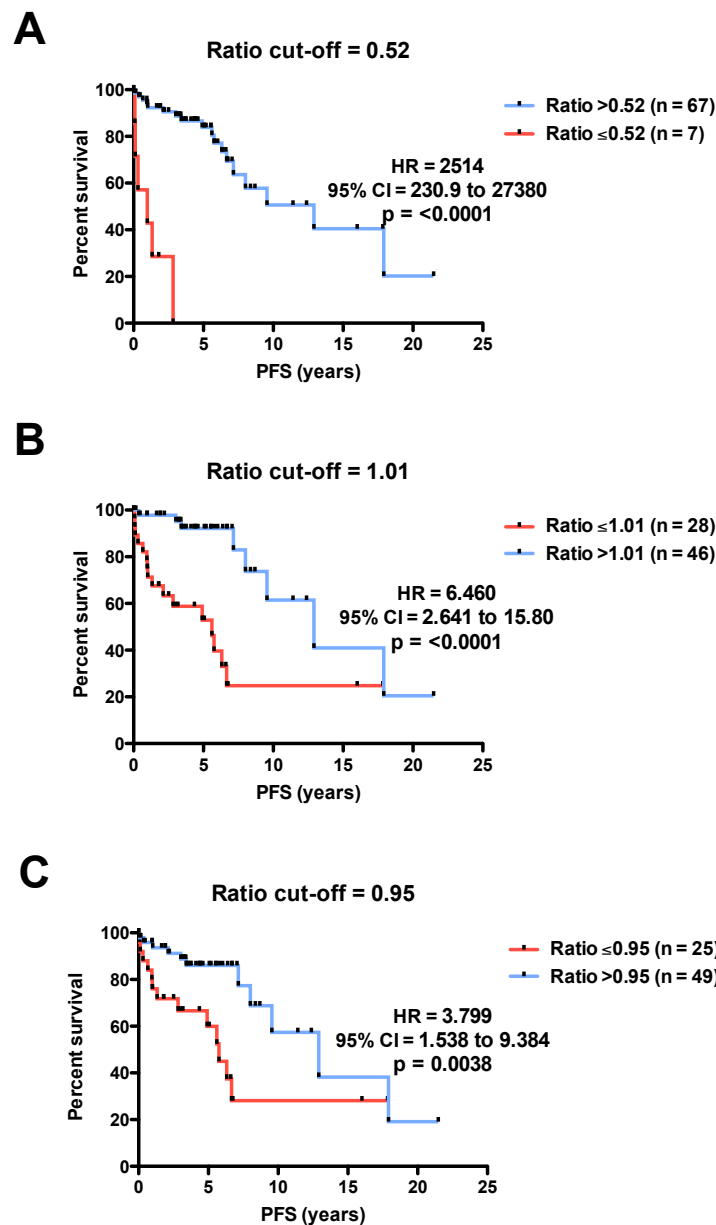 A
Ratio cut-off = 0.52
Percent survival
100
80
60
40
20
0
0 5 10 15 20 25
PFS (years)
Ratio >0.52 (n = 67)
Ratio ≤0.52 (n = 7)
HR = 2514
95% CI = 230.9 to 27380
p = <0.0001
B
Ratio cut-off = 1.01
Percent survival
100
80
60
40
20
0
0 5 10 15 20 25
PFS (years)
Ratio ≤1.01 (n = 28)
Ratio >1.01 (n = 46)
HR = 6.460
95% CI = 2.641 to 15.80
p = <0.0001
C
Ratio cut-off = 0.95
Percent survival
100
80
60
40
20
0
0 5 10 15 20 25
PFS (years)
Ratio ≤0.95 (n = 25)
Ratio >0.95 (n = 49)
HR = 3.799
95% CI = 1.538 to 9.384
p = 0.0038